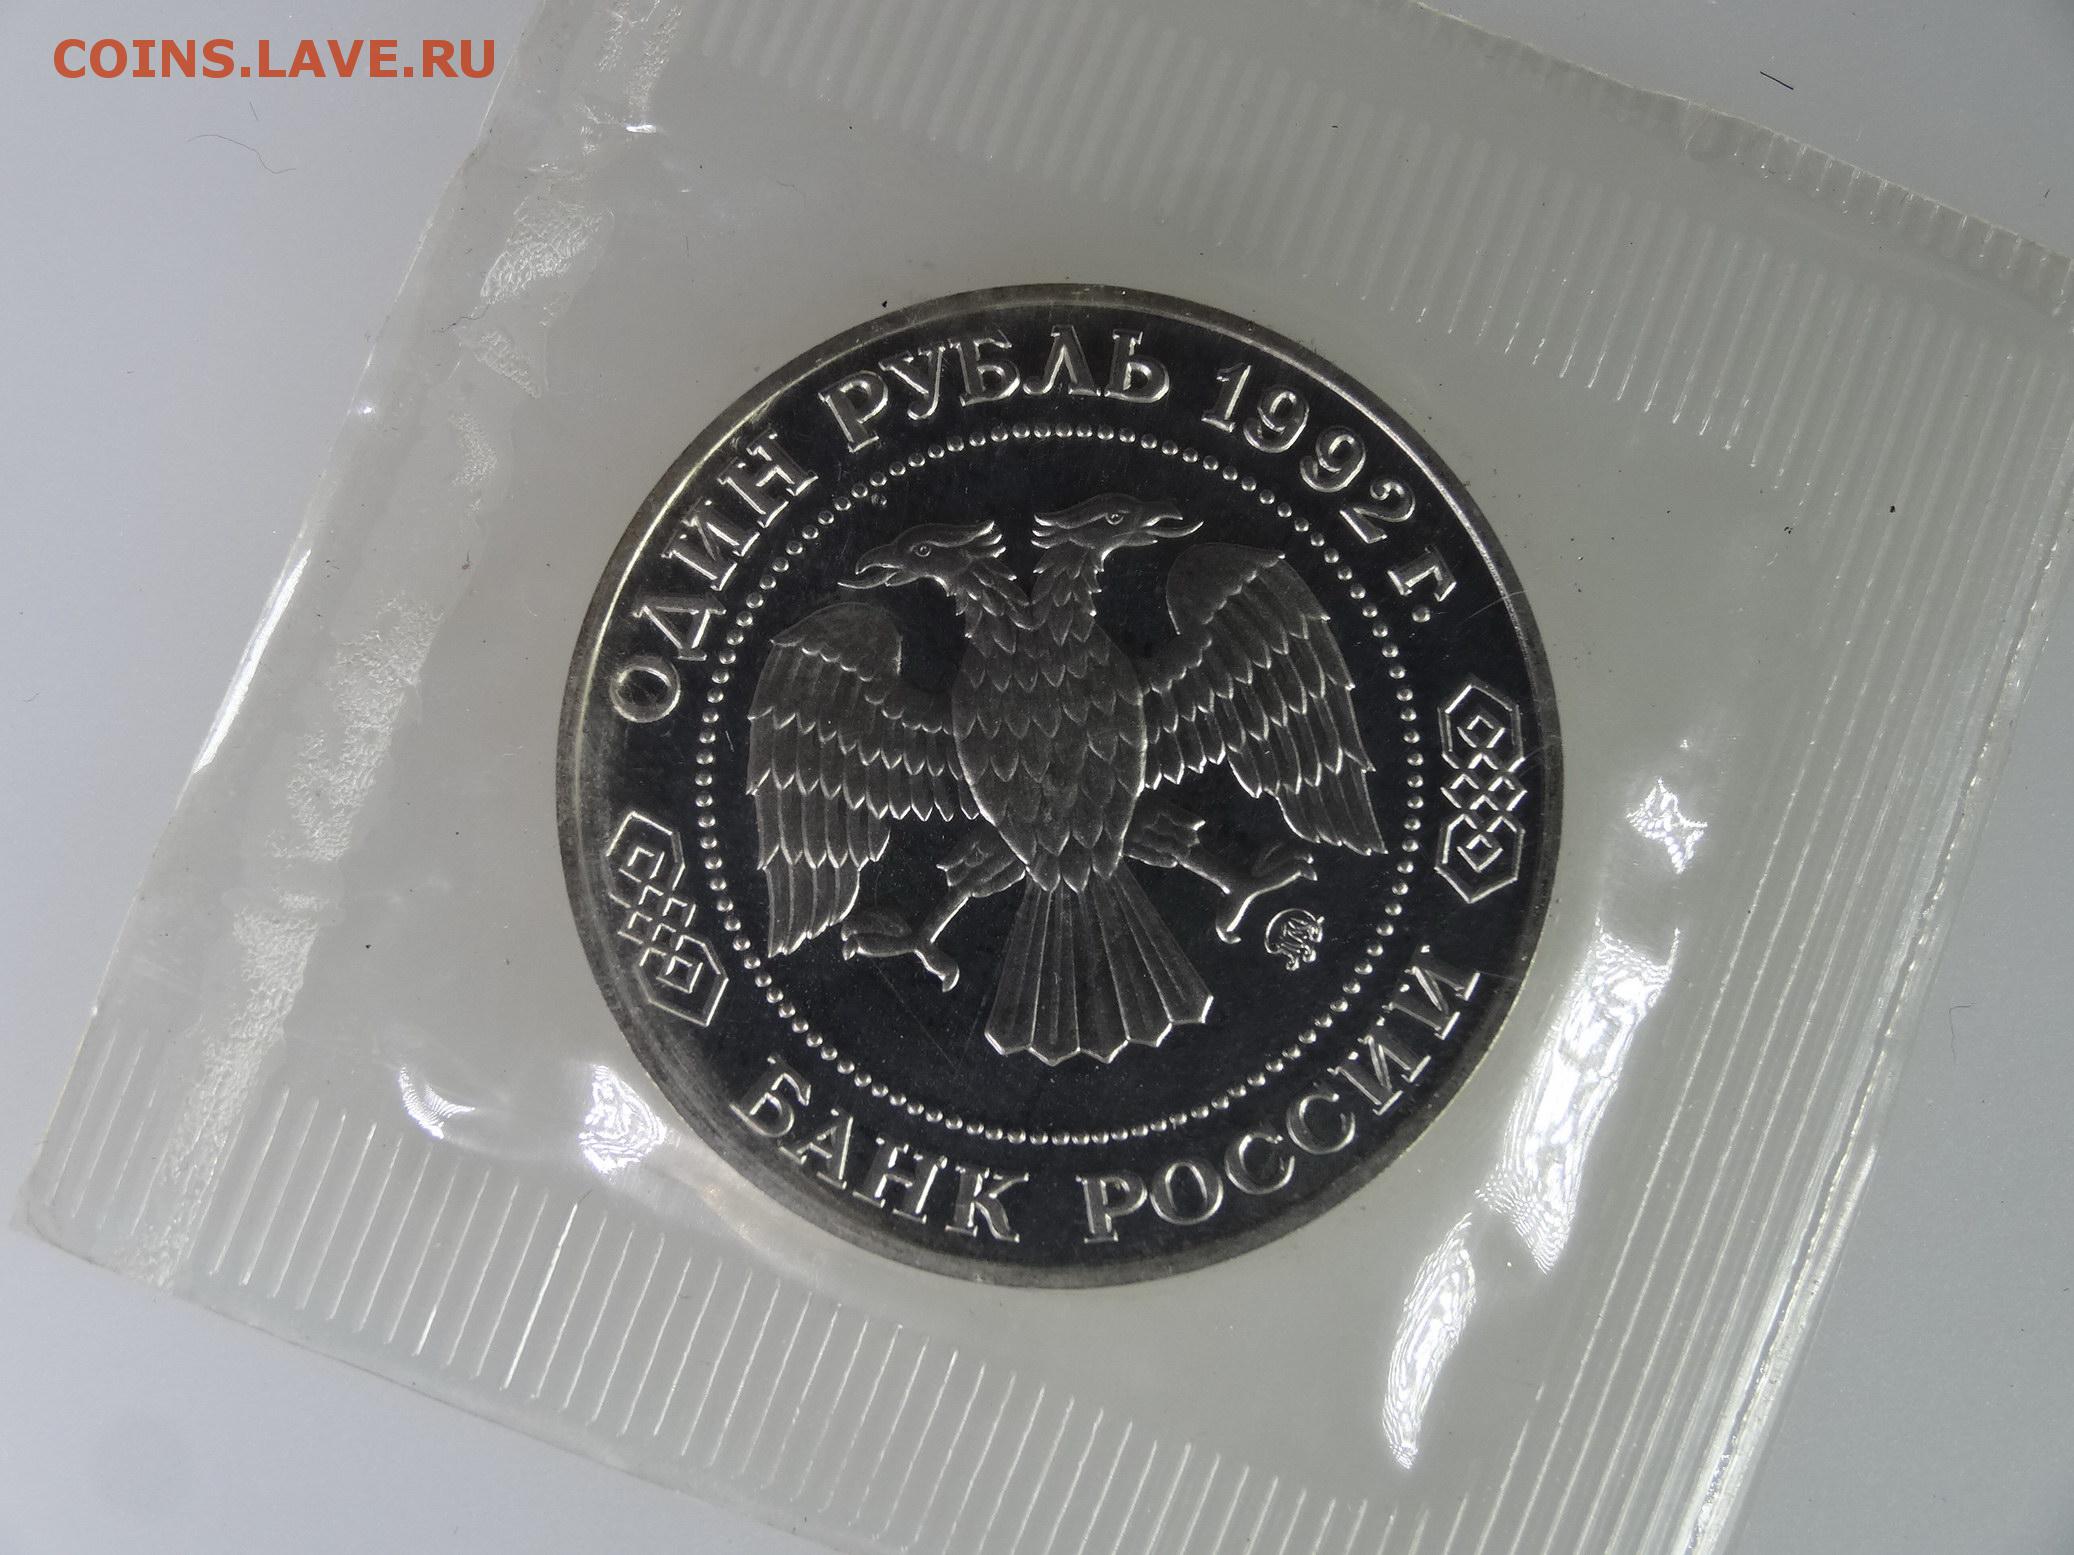 COINS.LAVE.RU
ОДИН РУБЛЬ 1992 г.
БАНК РОССИИ